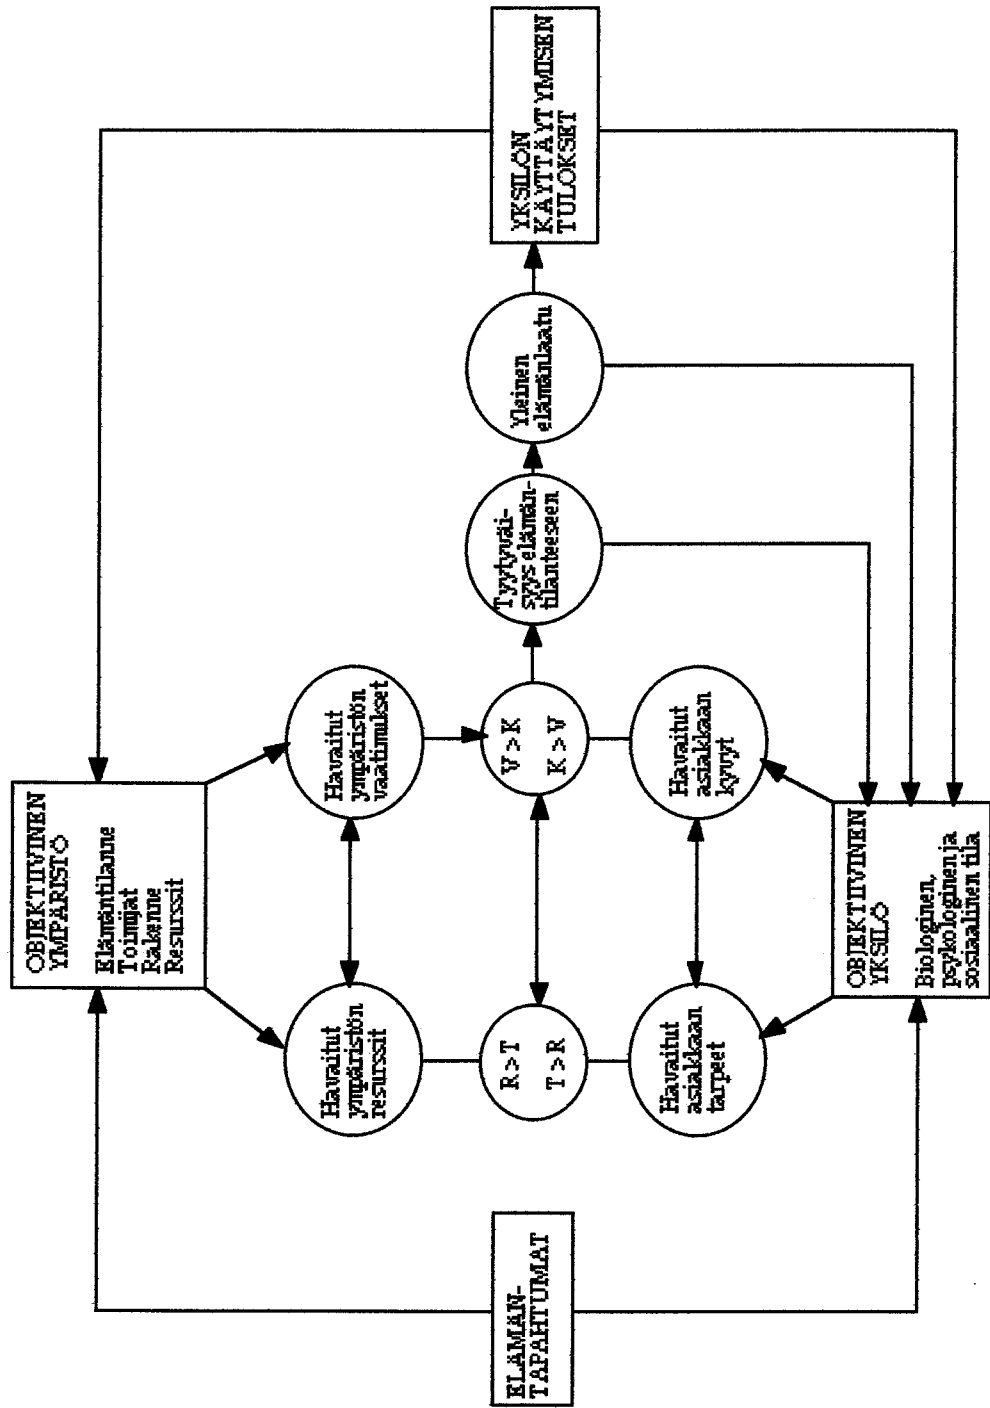 OBJEKTIIVINEN
YMPÄRISTÖ
Elämäntilanne
Toimijat
Rakenne
Resurssit
Havaitut
ympäristön
resurssit
Havaitut
ympäristön
vaatimukset
ELÄMÄN-
TAPAHTUMAT
R > T
T > R
V > K
K > V
Tyytyväi-
syys elämän-
tilanteeseen
Yleinen
elämänlaatu
YKSILÖN
KÄYTTÄYTYMISEN
TULOKSET
Havaitut
asiakkaan
tarpeet
Havaitut
asiakkaan
kyvyt
OBJEKTIIVINEN
YKSILÖ
Biologinen,
psykologinen ja
sosiaalinen tila